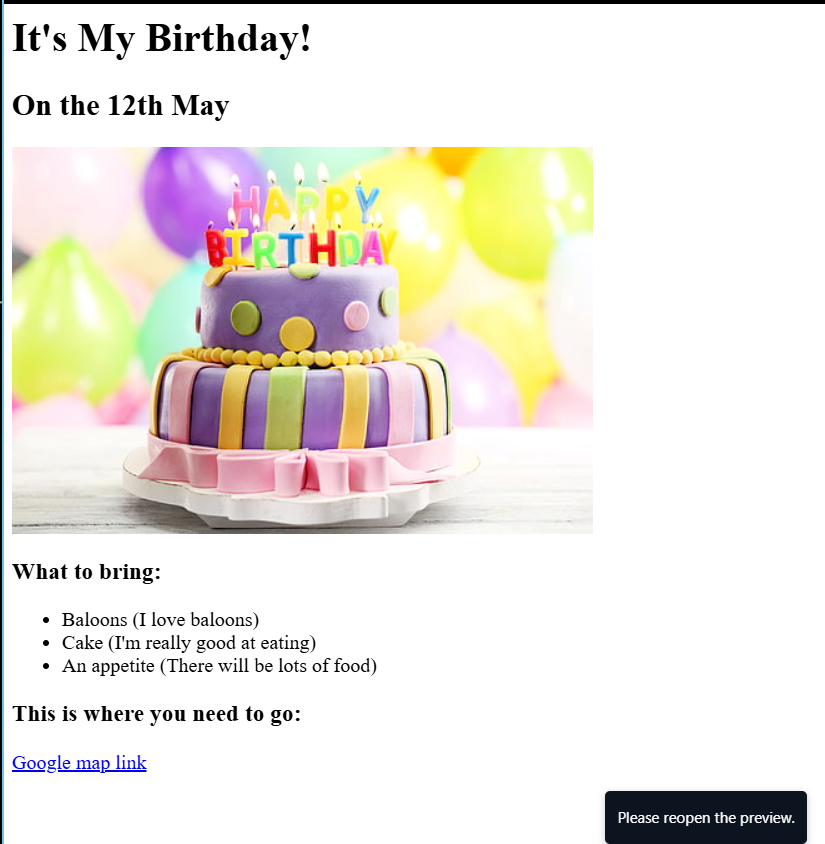 It's My Birthday!
On the 12th May
HAPPY
BIRTHDAY
What to bring:
Baloons (I love baloons)
Cake (I'm really good at eating)
An appetite (There will be lots of food)
This is where you need to go:
Google map link
Please reopen the preview.